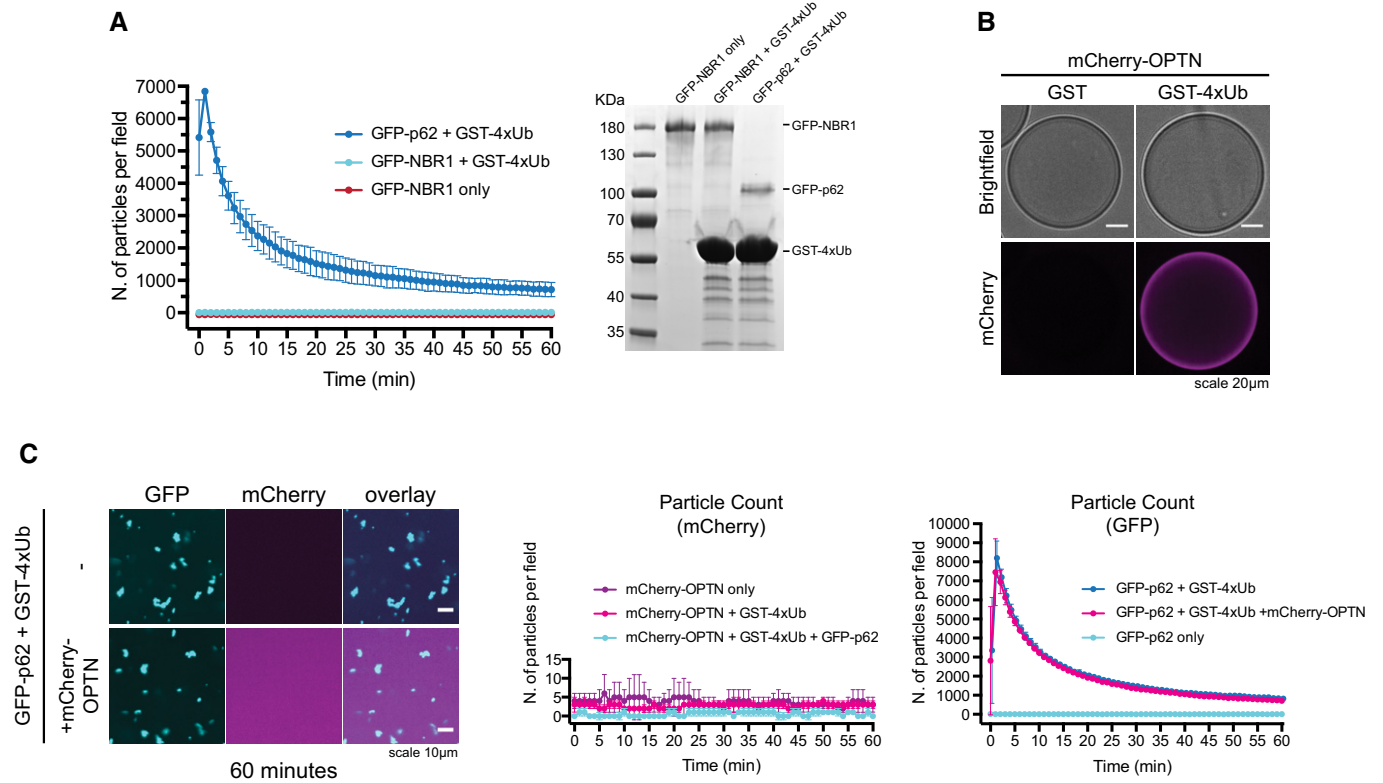 A
N. of particles per field
7000
6000
5000
4000
3000
2000
1000
0
GFP-p62 + GST-4xUb
GFP-NBR1 + GST-4xUb
GFP-NBR1 only
0 5 10 15 20 25 30 35 40 45 50 55 60
Time (min)
GFP-NBR1 only
GFP-NBR1 + GST-4xUb
GFP-p62 + GST-4xUb
KDa
180
130
100
70
55
40
35
GFP-NBR1
GFP-p62
GST-4xUb
B
mCherry-OPTN
GST GST-4xUb
Brightfield
mCherry
scale 20µm
C
GFP mCherry overlay
GFP-p62 + GST-4xUb
-
+mCherry-
OPTN
scale 10µm
60 minutes
Particle Count
(mCherry)
N. of particles per field
mCherry-OPTN only
mCherry-OPTN + GST-4xUb
mCherry-OPTN + GST-4xUb + GFP-p62
15
10
5
0
0 5 10 15 20 25 30 35 40 45 50 55 60
Time (min)
Particle Count
(GFP)
N. of particles per field
10000
9000
8000
7000
6000
5000
4000
3000
2000
1000
0
GFP-p62 + GST-4xUb
GFP-p62 + GST-4xUb +mCherry-OPTN
GFP-p62 only
0 5 10 15 20 25 30 35 40 45 50 55 60
Time (min)